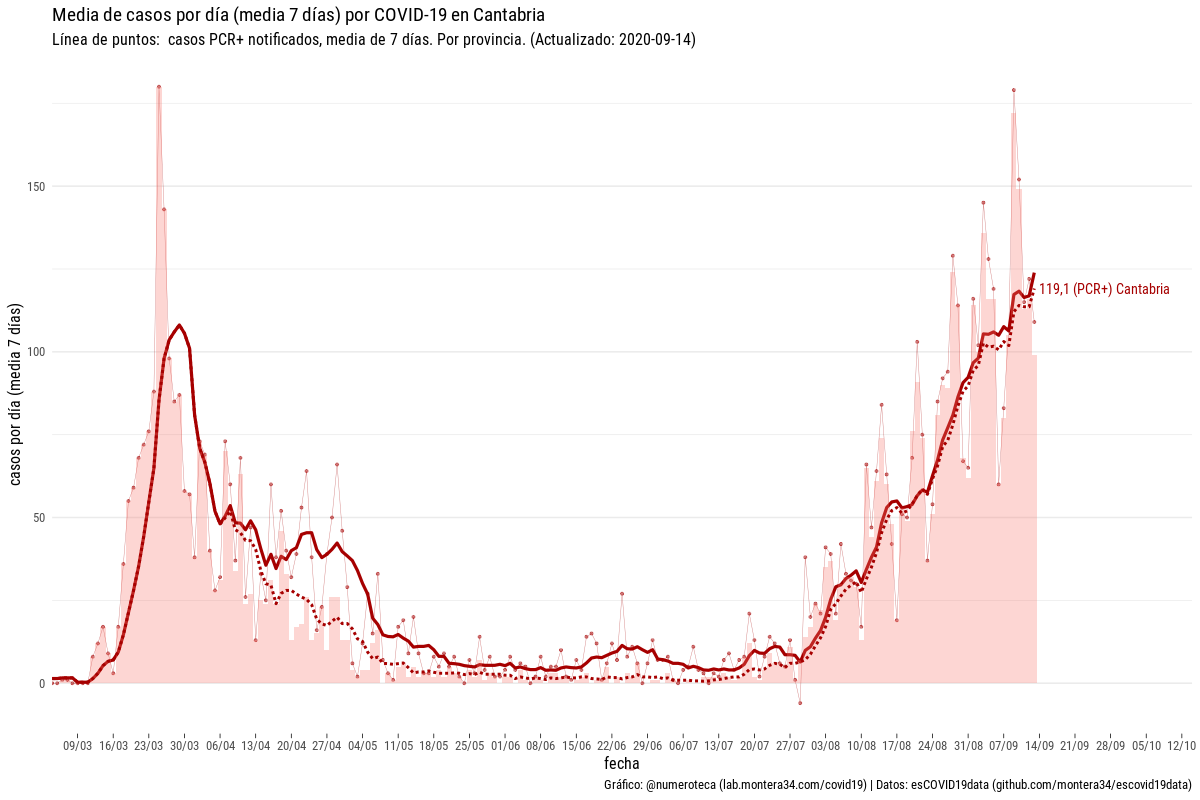 Media de casos por día (media 7 días) por COVID-19 en Cantabria
Línea de puntos:  casos PCR+ notificados, media de 7 días. Por provincia. (Actualizado: 2020-09-14)
casos por día (media 7 días)
150
100
50
0
119,1 (PCR+) Cantabria
09/03 16/03 23/03 30/03 06/04 13/04 20/04 27/04 04/05 11/05 18/05 25/05 01/06 08/06 15/06 22/06 29/06 06/07 13/07 20/07 27/07 03/08 10/08 17/08 24/08 31/08 07/09 14/09 21/09 28/09 05/10 12/10
fecha
Gráfico: @numeroteca (lab.montera34.com/covid19) | Datos: esCOVID19data (github.com/montera34/escovid19data)